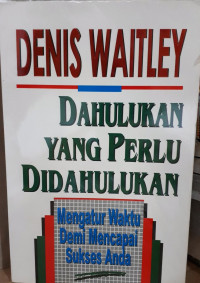 DENIS WAITLEY
DAHULUKAN
YANG PERLU
DIDAHULUKAN
Mengatur Waktu
Demi Mencapai
Sukses Anda